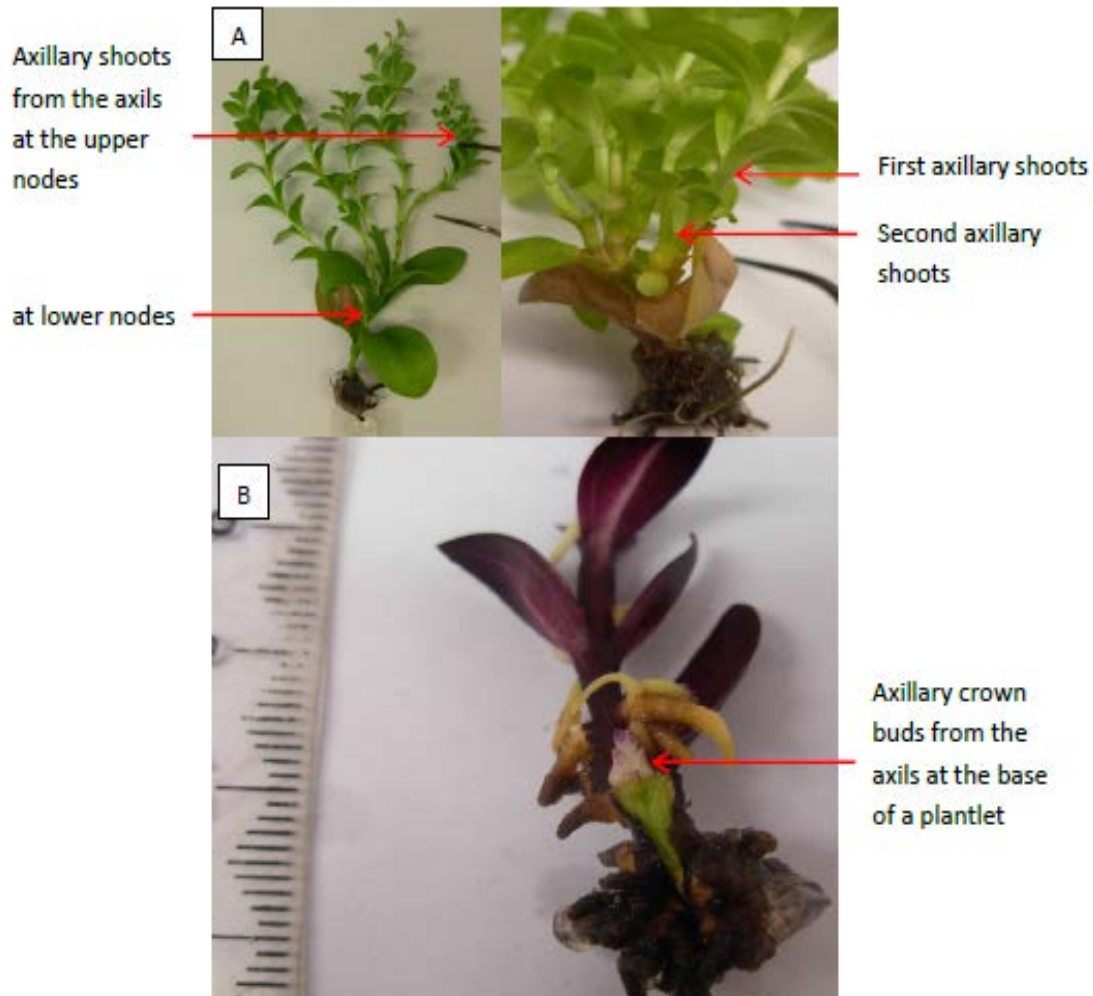 A
Axillary shoots
from the axils
at the upper
nodes
at lower nodes
First axillary shoots
Second axillary
shoots
B
Axillary crown
buds from the
axils at the base
of a plantlet